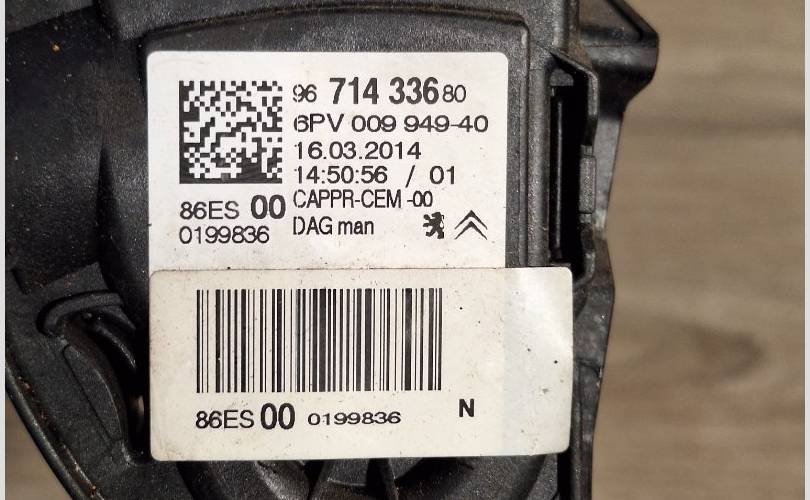 96 714 336 80
6PV 009 949-40
16.03.2014
14:50:56 / 01
86ES 00 CAPPR-CEM -00
0199836 DAG man
86ES 00 0199836 N